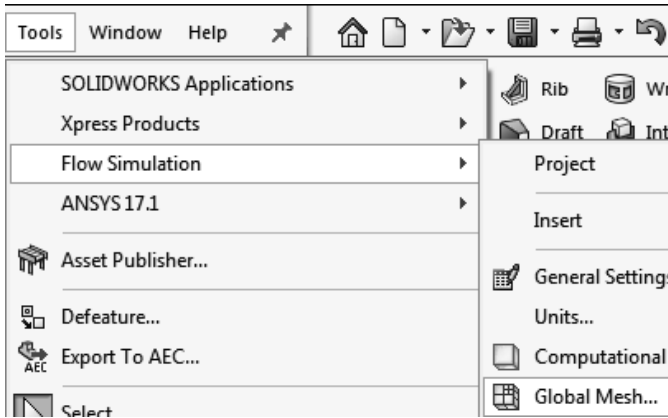 Tools Window Help
SOLIDWORKS Applications
Rib
Xpress Products
Draft
Flow Simulation
Project
ANSYS 17.1
Insert
Asset Publisher...
General Settings
Defeature...
Units...
AEC Export To AEC...
Computational
Global Mesh...
Select